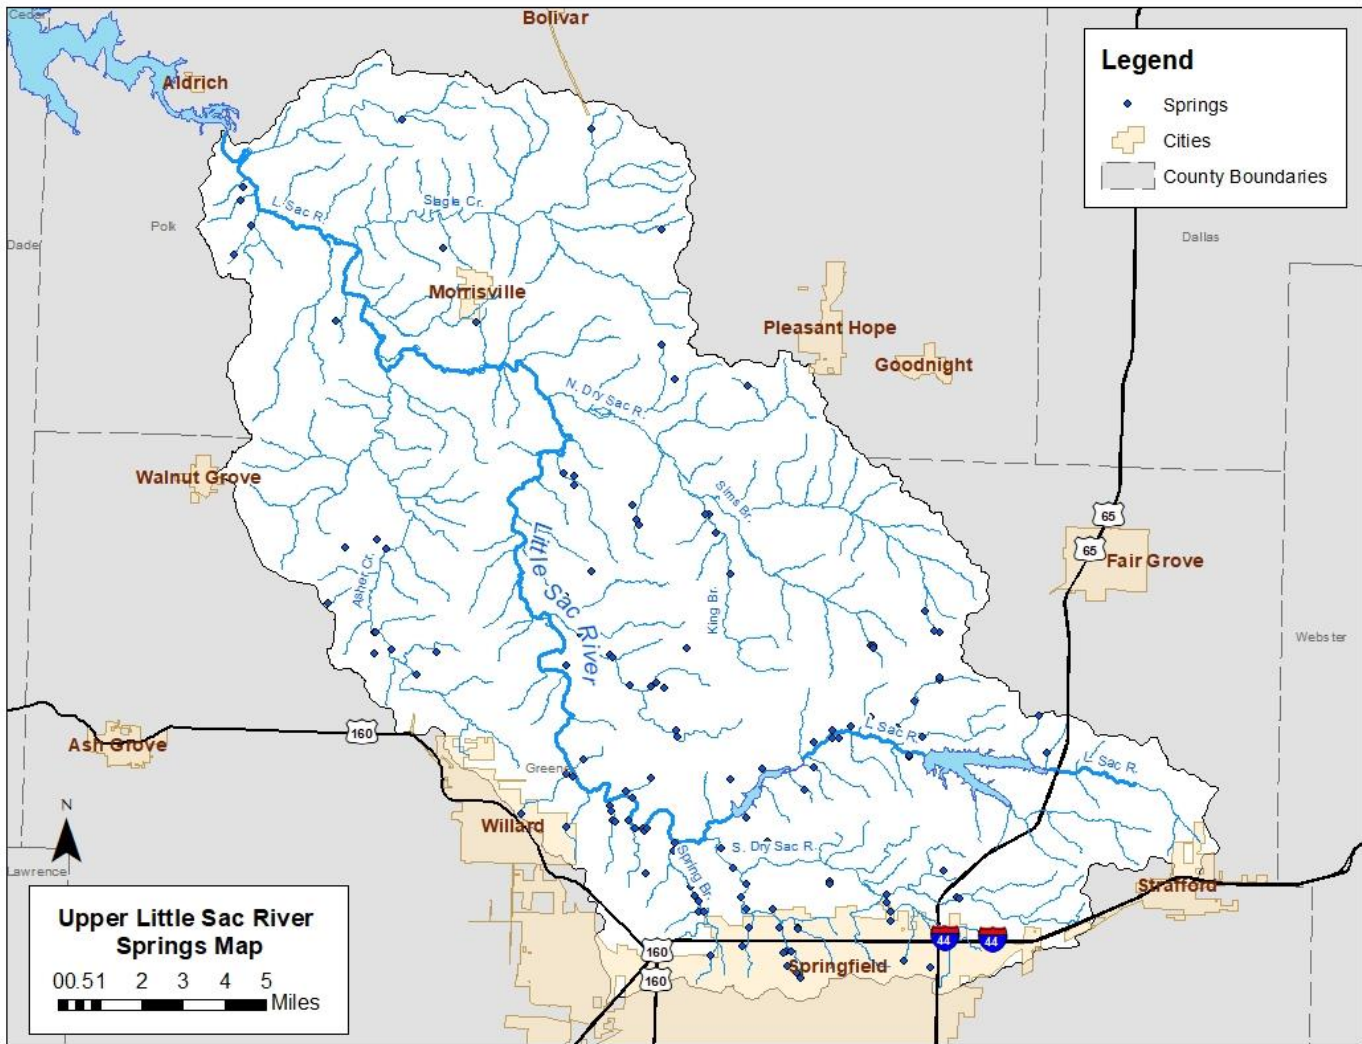 Cedar
Bolivar
Aldrich
Legend
Springs
Cities
County Boundaries
L. Sac R.
Slagle Cr.
Polk
Dade
Dallas
Morrisville
Pleasant Hope
Goodnight
N. Dry Sac R.
Walnut Grove
Sims Br.
65
65
Fair Grove
Little Sac River
Asher Cr.
King Br.
Webster
160
Ash Grove
L. Sac R.
L. Sac R.
Greene
Willard
N
S. Dry Sac R.
Spring Br.
Lawrence
Strafford
Upper Little Sac River
Springs Map
00.51 2 3 4 5
Miles
160
160
44
44
Springfield